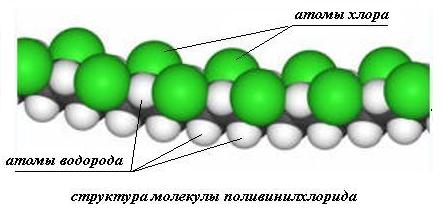 атомы хлора
атомы водорода
структура молекулы поливинилхлорида